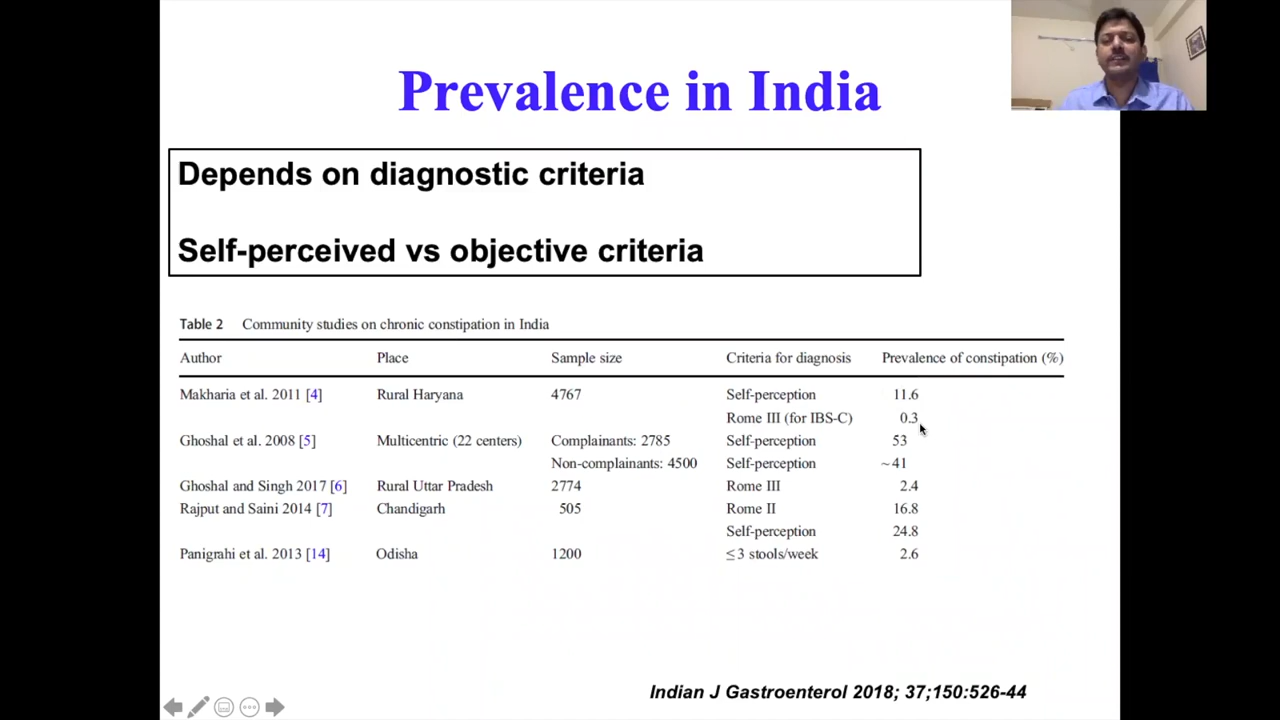 Prevalence in India
Depends on diagnostic criteria
Self-perceived vs objective criteria
Table 2 Community studies on chronic constipation in India
Author Place Sample size Criteria for diagnosis Prevalence of constipation (%)
Makharia et al. 2011 [4] Rural Haryana 4767 Self-perception 11.6
Rome III (for IBS-C) 0.3
Ghoshal et al. 2008 [5] Multicentric (22 centers) Complainants: 2785 Self-perception 53
Non-complainants: 4500 Self-perception ~41
Ghoshal and Singh 2017 [6] Rural Uttar Pradesh 2774 Rome III 2.4
Rajput and Saini 2014 [7] Chandigarh 505 Rome II 16.8
Self-perception 24.8
Panigrahi et al. 2013 [14] Odisha 1200 ≤3 stools/week 2.6
Indian J Gastroenterol 2018; 37;150:526-44